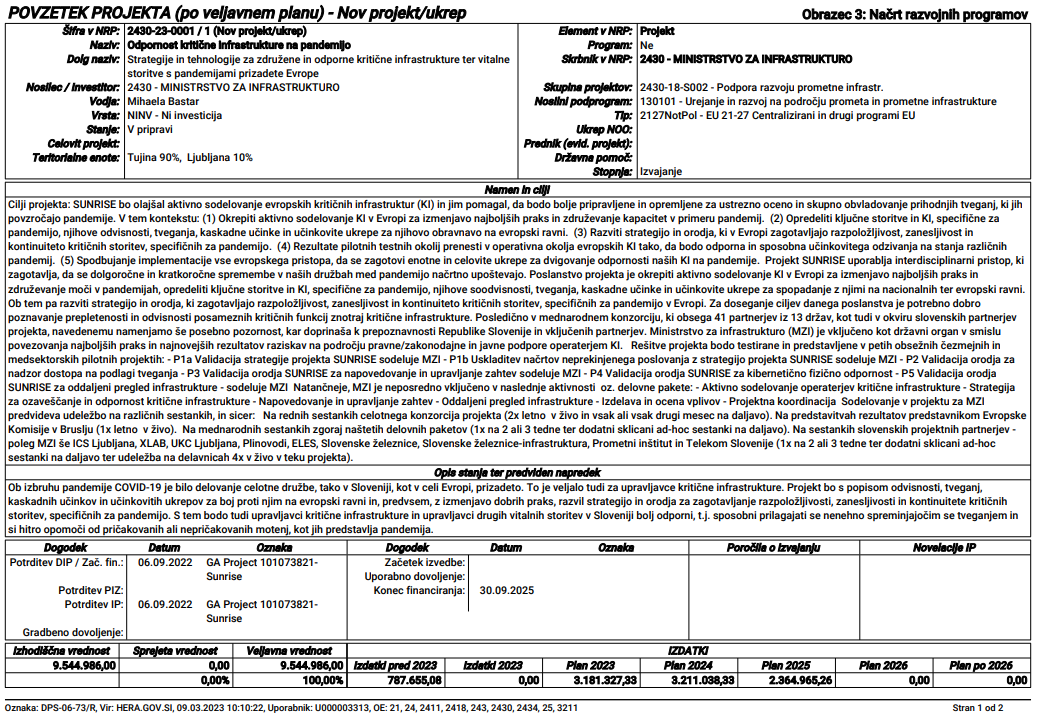 POVZETEK PROJEKTA (po veljavnem planu) - Nov projekt/ukrep
Obrazec 3: Načrt razvojnih programov
Šifra v NRP: 2430-23-0001 / 1 (Nov projekt/ukrep)
Naziv: Odpornost kritične infrastrukture na pandemijo
Dolg naziv: Strategije in tehnologije za združene in odporne kritične infrastrukture ter vitalne
storitve s pandemijami prizadete Evrope
Nosilec / Investitor: 2430 - MINISTRSTVO ZA INFRASTRUKTURO
Vodja: Mihaela Bastar
Vrsta: NINV - Ni investicija
Stanje: V pripravi
Celovit projekt:
Teritorialne enote: Tujina 90%, Ljubljana 10%
Element v NRP: Projekt
Program: Ne
Skrbnik v NRP: 2430 - MINISTRSTVO ZA INFRASTRUKTURO
Skupina projektov: 2430-18-S002 - Podpora razvoju prometne infrastr.
Nosilni podprogram: 130101 - Urejanje in razvoj na področju prometa in prometne infrastrukture
Tip: 2127NotPol - EU 21-27 Centralizirani in drugi programi EU
Ukrep NOO:
Prednik (evid. projekt):
Državna pomoč:
Stopnja: Izvajanje
Namen in cilji
Cilji projekta: SUNRISE bo olajšal aktivno sodelovanje evropskih kritičnih infrastruktur (KI) in jim pomagal, da bodo bolje pripravljene in opremljene za ustrezno oceno in skupno obvladovanje prihodnjih tveganj, ki jih
povzročajo pandemije. V tem kontekstu: (1) Okrepiti aktivno sodelovanje KI v Evropi za izmenjavo najboljših praks in združevanje kapacitet v primeru pandemij. (2) Opredeliti ključne storitve in KI, specifične za
pandemijo, njihove odvisnosti, tveganja, kaskadne učinke in učinkovite ukrepe za njihovo obravnavo na evropski ravni. (3) Razviti strategijo in orodja, ki v Evropi zagotavljajo razpoložljivost, zanesljivost in
kontinuiteto kritičnih storitev, specifičnih za pandemijo. (4) Rezultate pilotnih testnih okolij prenesti v operativna okolja evropskih KI tako, da bodo odporna in sposobna učinkovitega odzivanja na stanja različnih
pandemij. (5) Spodbujanje implementacije vse evropskega pristopa, da se zagotovi enotne in celovite ukrepe za dvigovanje odpornosti naših KI na pandemije. Projekt SUNRISE uporablja interdisciplinarni pristop, ki
zagotavlja, da se dolgoročne in kratkoročne spremembe v naših družbah med pandemijo načrtno upoštevajo. Poslanstvo projekta je okrepiti aktivno sodelovanje KI v Evropi za izmenjavo najboljših praks in
združevanje moči v pandemijah, opredeliti ključne storitve in KI, specifične za pandemijo, njihove soodvisnosti, tveganja, kaskadne učinke in učinkovite ukrepe za spopadanje z njimi na nacionalnih ter evropski ravni.
Ob tem pa razviti strategijo in orodja, ki zagotavljajo razpoložljivost, zanesljivost in kontinuiteto kritičnih storitev, specifičnih za pandemijo v Evropi. Za doseganje ciljev danega poslanstva je potrebno dobro
poznavanje prepletenosti in odvisnosti posameznih kritičnih funkcij znotraj kritične infrastrukture. Posledično v mednarodnem konzorciju, ki obsega 41 partnerjev iz 13 držav, kot tudi v okviru slovenskih partnerjev
projekta, navedenemu namenjamo še posebno pozornost, kar doprinaša k prepoznavnosti Republike Slovenije in vključenih partnerjev. Ministrstvo za infrastrukturo (MZI) je vključeno kot državni organ v smislu
povezovanja najboljših praks in najnovejših rezultatov raziskav na področju pravne/zakonodajne in javne podpore operaterjem KI. Rešitve projekta bodo testirane in predstavljene v petih obsežnih čezmejnih in
medsektorskih pilotnih projektih: - P1a Validacija strategije projekta SUNRISE sodeluje MZI - P1b Uskladitev načrtov neprekinjenega poslovanja z strategijo projekta SUNRISE sodeluje MZI - P2 Validacija orodja za
nadzor dostopa na podlagi tveganja - P3 Validacija orodja SUNRISE za napovedovanje in upravljanje zahtev sodeluje MZI - P4 Validacija orodja SUNRISE za kibernetično fizično odpornost - P5 Validacija orodja
SUNRISE za oddaljeni pregled infrastrukture - sodeluje MZI Natančneje, MZI je neposredno vključeno v naslednje aktivnosti oz. delovne pakete: - Aktivno sodelovanje operaterjev kritične infrastrukture - Strategija
za ozaveščanje in odpornost kritične infrastrukture - Napovedovanje in upravljanje zahtev - Oddaljeni pregled infrastrukture - Izdelava in ocena vplivov - Projektna koordinacija Sodelovanje v projektu za MZI
predvideva udeležbo na različnih sestankih, in sicer: Na rednih sestankih celotnega konzorcija projekta (2x letno v živo in vsak ali vsak drugi mesec na daljavo). Na predstavitvah rezultatov predstavnikom Evropske
Komisije v Bruslju (1x letno v živo). Na mednarodnih sestankih zgoraj naštetih delovnih paketov (1x na 2 ali 3 tedne ter dodatni sklicani ad-hoc sestanki na daljavo). Na sestankih slovenskih projektnih partnerjev -
poleg MZI še ICS Ljubljana, XLAB, UKC Ljubljana, Plinovodi, ELES, Slovenske železnice, Slovenske železnice-infrastruktura, Prometni inštitut in Telekom Slovenije (1x na 2 ali 3 tedne ter dodatni sklicani ad-hoc
sestanki na daljavo ter udeležba na delavnicah 4x v živo v teku projekta).
Opis stanja ter predviden napredek
Ob izbruhu pandemije COVID-19 je bilo delovanje celotne družbe, tako v Sloveniji, kot v celi Evropi, prizadeto. To je veljalo tudi za upravljavce kritične infrastrukture. Projekt bo s popisom odvisnosti, tveganj,
kaskadnih učinkov in učinkovitih ukrepov za boj proti njim na evropski ravni in, predvsem, z izmenjavo dobrih praks, razvil strategijo in orodja za zagotavljanje razpoložljivosti, zanesljivosti in kontinuitete kritičnih
storitev, specifičnih za pandemijo. S tem bodo tudi upravljavci kritične infrastrukture in upravljavci drugih vitalnih storitev v Sloveniji bolj odporni, t.j. sposobni prilagajati se nenehno spreminjajočim se tveganjem in
si hitro opomoči od pričakovanih ali nepričakovanih motenj, kot jih predstavlja pandemija.
Dogodek Datum Oznaka Dogodek Datum Oznaka Poročila o izvajanju Novelacije IP
Potrditev DIP / Zač. fin.: 06.09.2022 GA Project 101073821- Začetek izvedbe:
Sunrise Uporabno dovoljenje:
Potrditev PIZ: Konec financiranja: 30.09.2025
Potrditev IP: 06.09.2022 GA Project 101073821-
Sunrise
Gradbeno dovoljenje:
Izhodiščna vrednost Sprejeta vrednost Veljavna vrednost IZDATKI
9.544.986,00 0,00 9.544.986,00 Izdatki pred 2023 Izdatki 2023 Plan 2023 Plan 2024 Plan 2025 Plan 2026 Plan po 2026
0,00% 100,00% 787.655,08 0,00 3.181.327,33 3.211.038,33 2.364.965,26 0,00 0,00
Oznaka: DPS-06-73/R, Vir: HERA.GOV.SI, 09.03.2023 10:10:22, Uporabnik: U000003313, OE: 21, 24, 2411, 2418, 243, 2430, 2434, 25, 3211
Stran 1 od 2